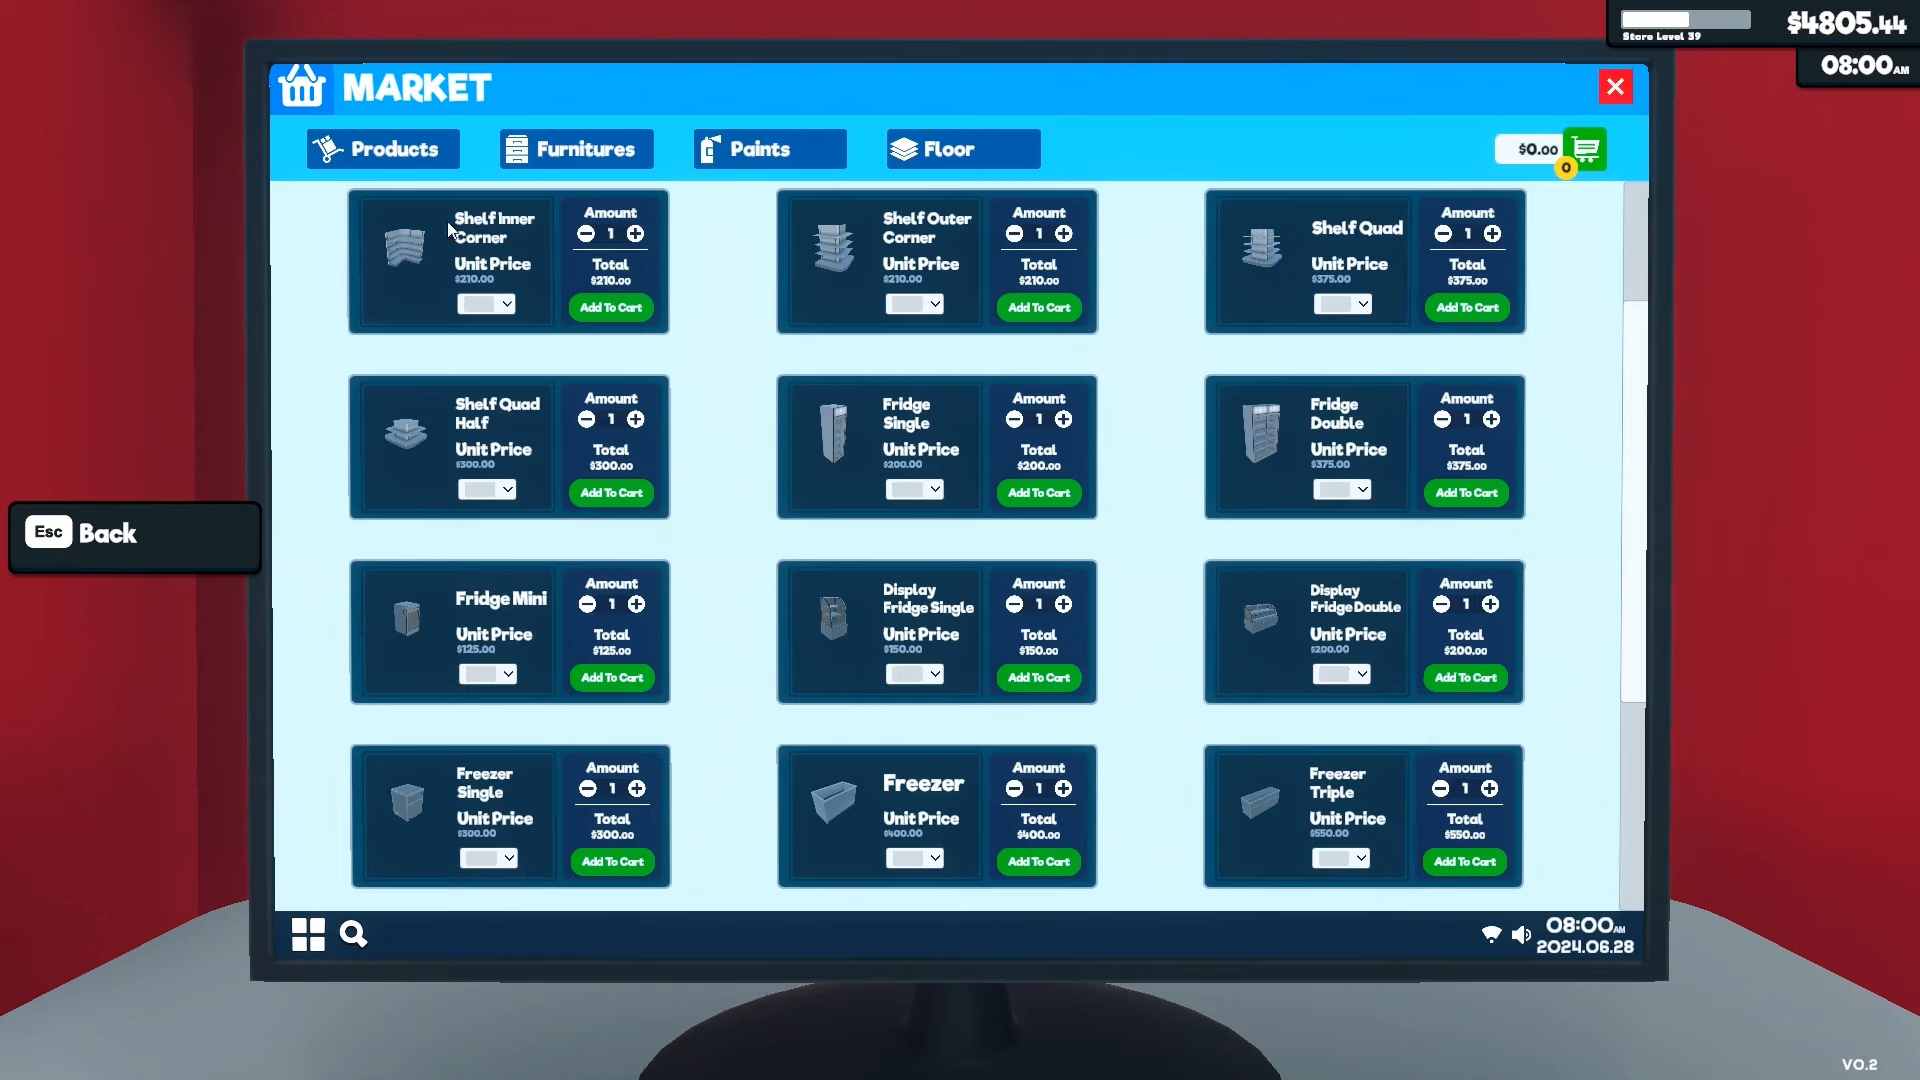 $4805.44
Store Level 39
08:00AM
MARKET
Products
Furnitures
Paints
Floor
$0.00
0
Shelf Inner
Corner
Unit Price
$210.00
Amount
1
Total
$210.00
Add To Cart
Shelf Outer
Corner
Unit Price
$210.00
Amount
1
Total
$210.00
Add To Cart
Shelf Quad
Unit Price
$375.00
Amount
1
Total
$375.00
Add To Cart
Shelf Quad
Half
Unit Price
$300.00
Amount
1
Total
$300.00
Add To Cart
Fridge
Single
Unit Price
$200.00
Amount
1
Total
$200.00
Add To Cart
Fridge
Double
Unit Price
$375.00
Amount
1
Total
$375.00
Add To Cart
Esc Back
Fridge Mini
Unit Price
$125.00
Amount
1
Total
$125.00
Add To Cart
Display
Fridge Single
Unit Price
$150.00
Amount
1
Total
$150.00
Add To Cart
Display
Fridge Double
Unit Price
$200.00
Amount
1
Total
$200.00
Add To Cart
Freezer
Single
Unit Price
$300.00
Amount
1
Total
$300.00
Add To Cart
Freezer
Unit Price
$400.00
Amount
1
Total
$400.00
Add To Cart
Freezer
Triple
Unit Price
$550.00
Amount
1
Total
$550.00
Add To Cart
08:00AM
2024.06.28
V0.2